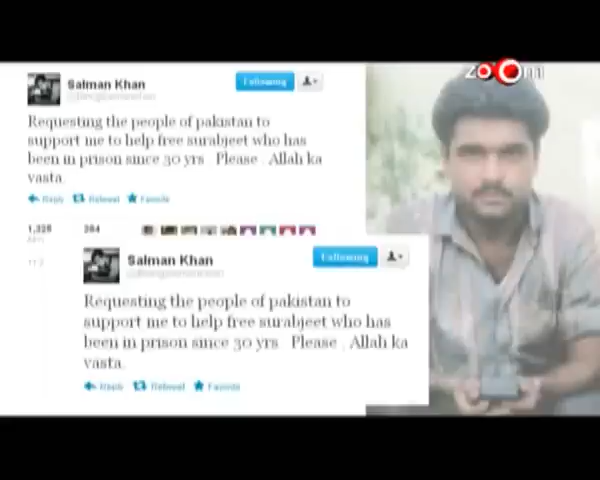 zoOm
Salman Khan
Following
Requesting the people of pakistan to
support me to help free surabjeet who has
been in prison since 30 yrs Please . Allah ka
vasta.
Reply Retweet Favorite
1,328 384
Salman Khan
Following
Requesting the people of pakistan to
support me to help free surabjeet who has
been in prison since 30 yrs Please . Allah ka
vasta.
Reply Retweet Favorite